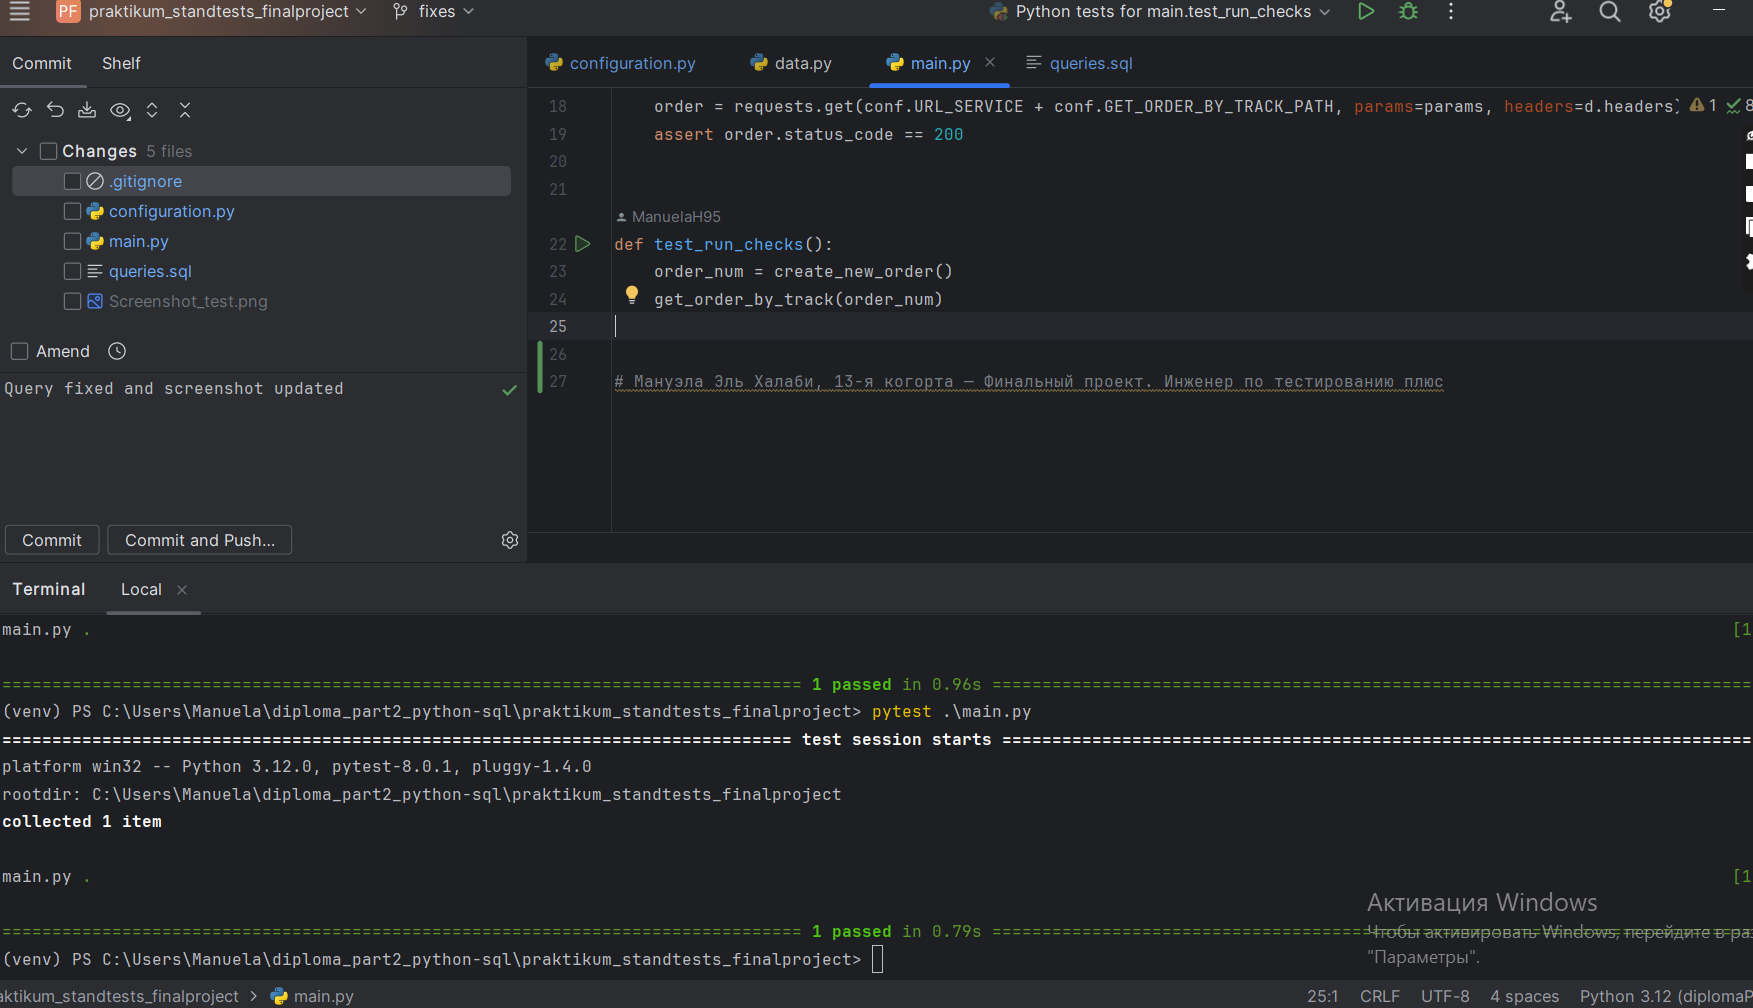 PF praktikum_standtests_finalproject fixes Python tests for main.test_run_checks
Commit Shelf
configuration.py data.py main.py queries.sql
Changes 5 files
.gitignore
configuration.py
main.py
queries.sql
Screenshot_test.png
Amend
Query fixed and screenshot updated
Commit Commit and Push...
18 order = requests.get(conf.URL_SERVICE + conf.GET_ORDER_BY_TRACK_PATH, params=params, headers=d.headers) 1 8
19 assert order.status_code == 200
20
21
ManuelaH95
22 def test_run_checks():
23 order_num = create_new_order()
24 get_order_by_track(order_num)
25
26
27 # Мануэла Эль Халаби, 13-я когорта — Финальный проект. Инженер по тестированию плюс
Terminal Local
main.py . [1
================================================================================ 1 passed in 0.96s ============================================================================
(venv) PS C:\Users\Manuela\diploma_part2_python-sql\praktikum_standtests_finalproject> pytest .\main.py
=============================================================================== test session starts ===========================================================================
platform win32 -- Python 3.12.0, pytest-8.0.1, pluggy-1.4.0
rootdir: C:\Users\Manuela\diploma_part2_python-sql\praktikum_standtests_finalproject
collected 1 item
main.py . [1
================================================================================ 1 passed in 0.79s ============================================================================
(venv) PS C:\Users\Manuela\diploma_part2_python-sql\praktikum_standtests_finalproject>
Активация Windows
Чтобы активировать Windows, перейдите в раз
"Параметры".
aktikum_standtests_finalproject > main.py 25:1 CRLF UTF-8 4 spaces Python 3.12 (diplomaP